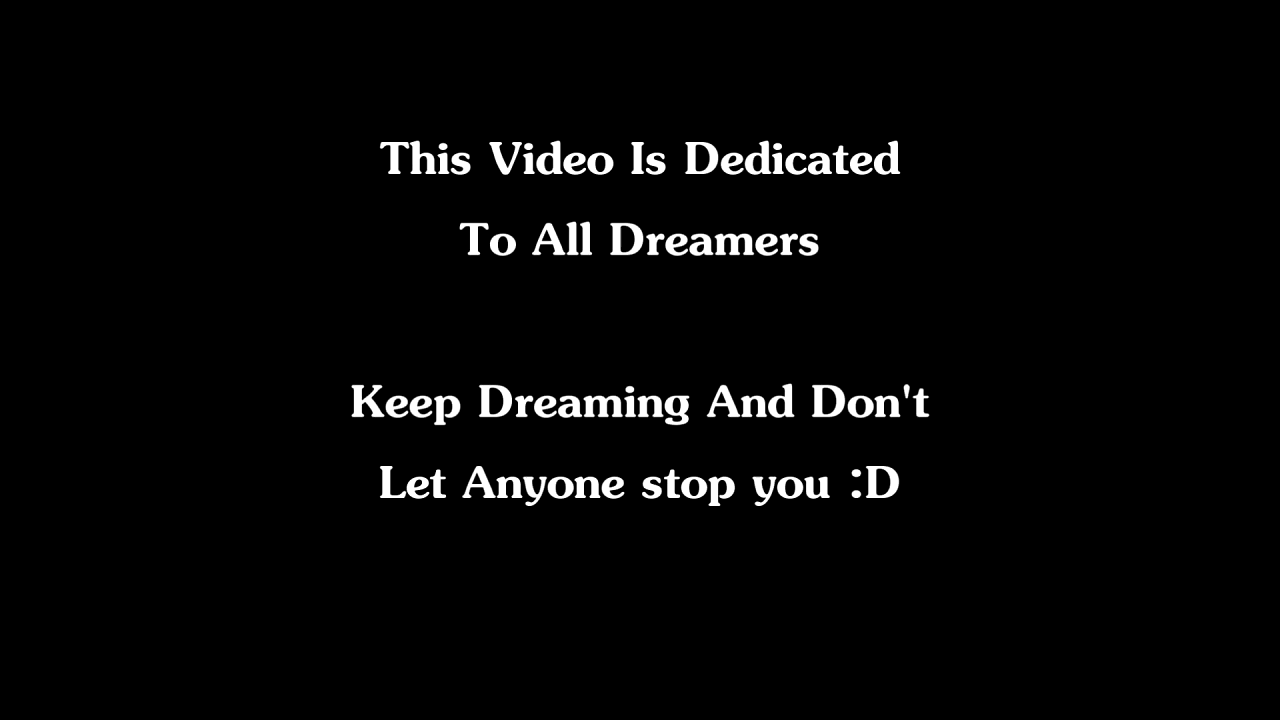 This Video Is Dedicated
To All Dreamers
Keep Dreaming And Don't
Let Anyone stop you :D